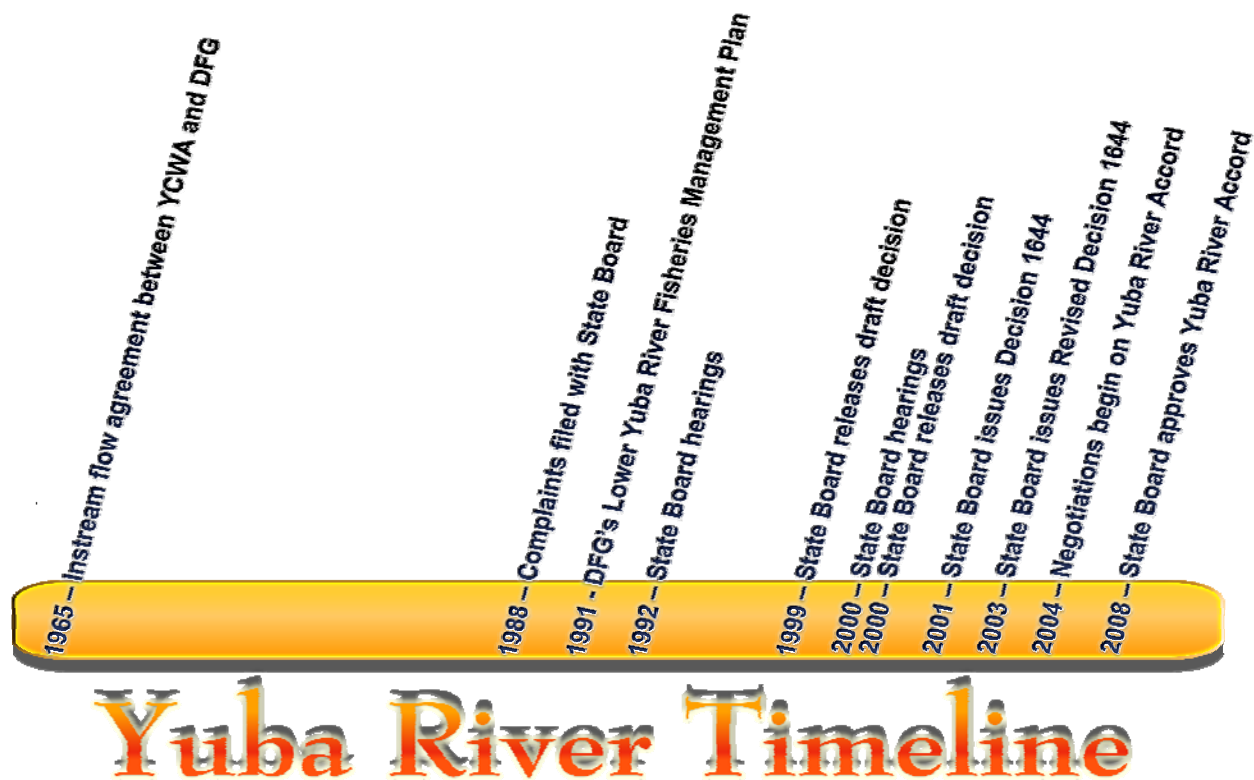 1965 – Instream flow agreement between YCWA and DFG
1988 – Complaints filed with State Board
1991 - DFG's Lower Yuba River Fisheries Management Plan
1992 – State Board hearings
1999 – State Board releases draft decision
2000 – State Board hearings
2000 – State Board releases draft decision
2001 – State Board issues Decision 1644
2003 – State Board issues Revised Decision 1644
2004 – Negotiations begin on Yuba River Accord
2008 – State Board approves Yuba River Accord
Yuba River Timeline